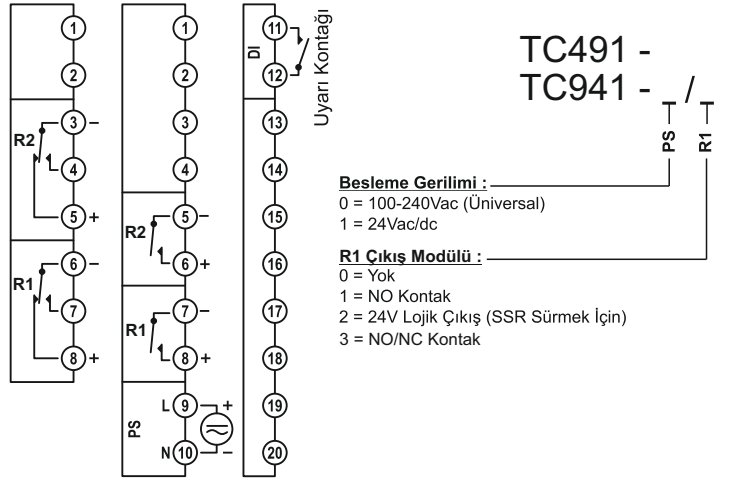 1
2
3 –
R2
4
5 +
6 –
R1
7
8 +
1
2
3
4
5 –
R2
6 +
7 –
R1
8 +
PS
L 9 +
N 10 –
11
DI
12
Uyarı Kontağı
13
14
15
16
17
18
19
20
TC491 -
TC941 - _ / _
PS
R1
Besleme Gerilimi :
0 = 100-240Vac (Üniversal)
1 = 24Vac/dc
R1 Çıkış Modülü :
0 = Yok
1 = NO Kontak
2 = 24V Lojik Çıkış (SSR Sürmek İçin)
3 = NO/NC Kontak